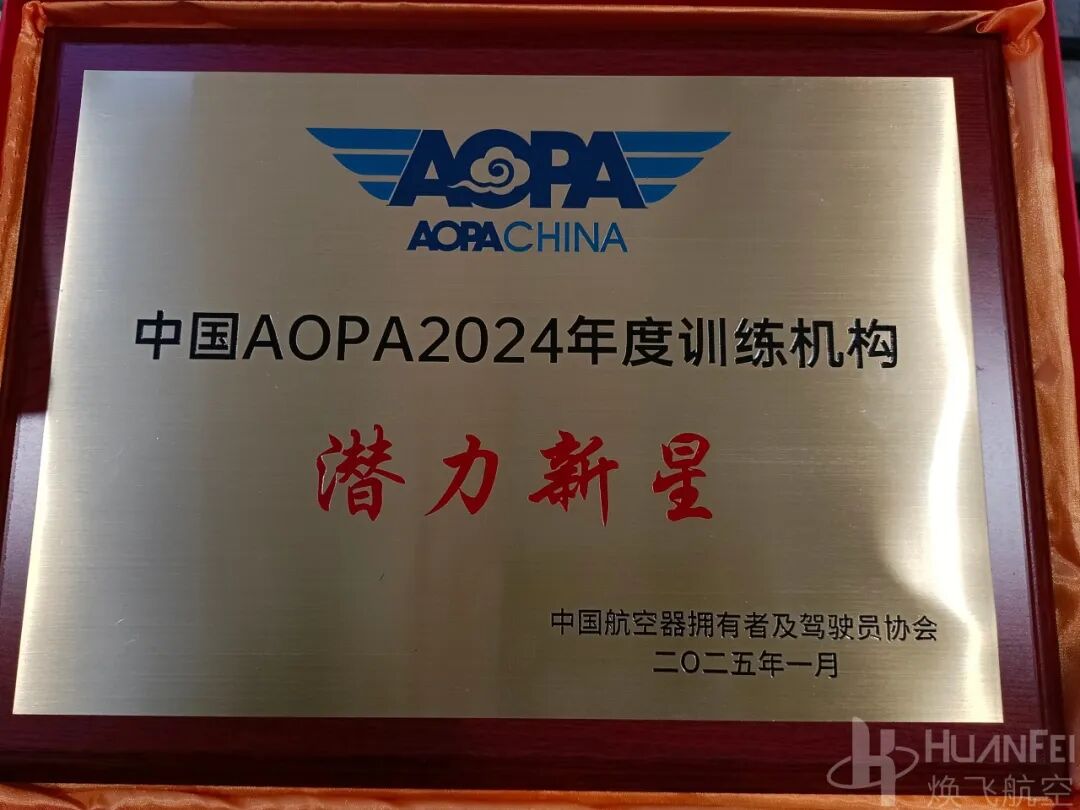 AOPA
AOPA CHINA
中国AOPA2024年度训练机构
潜力新星
中国航空器拥有者及驾驶员协会
二〇二五年一月
HUANFEI
焕飞航空